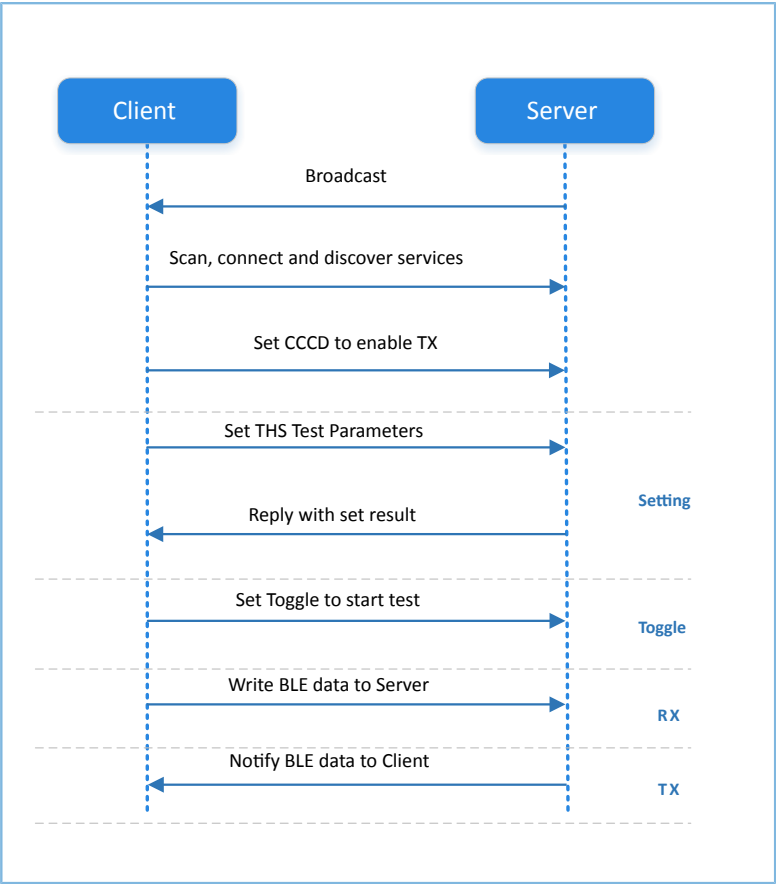 Client
Server
Broadcast
Scan, connect and discover services
Set CCCD to enable TX
Set THS Test Parameters
Setting
Reply with set result
Set Toggle to start test
Toggle
Write BLE data to Server
RX
Notify BLE data to Client
TX